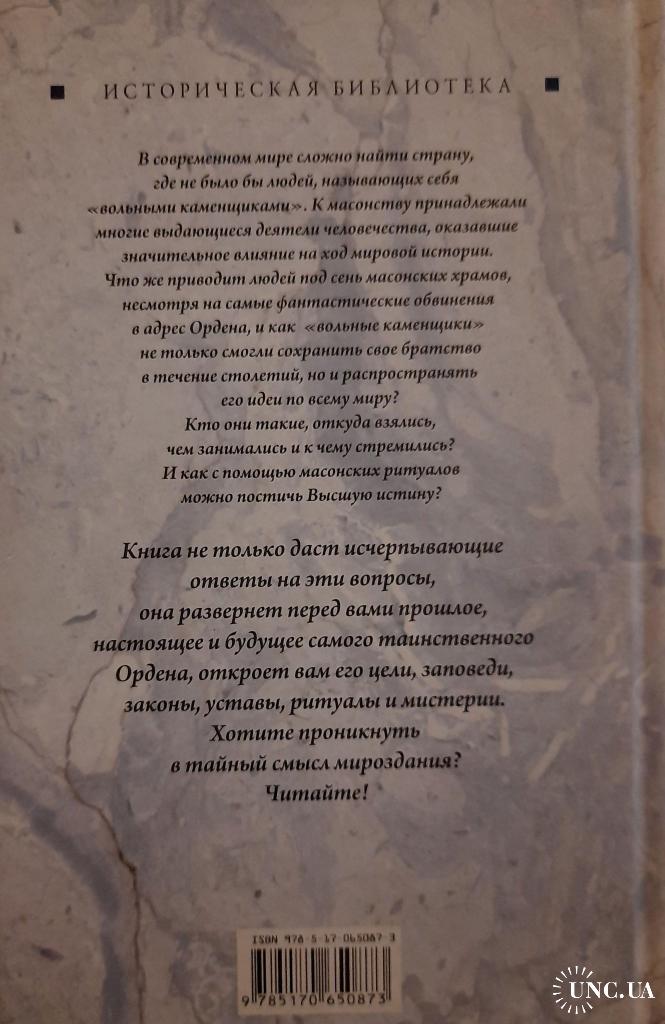 ИСТОРИЧЕСКАЯ БИБЛИОТЕКА
В современном мире сложно найти страну,
где не было бы людей, называющих себя
«вольными каменщиками». К масонству принадлежали
многие выдающиеся деятели человечества, оказавшие
значительное влияние на ход мировой истории.
Что же приводит людей под сень масонских храмов,
несмотря на самые фантастические обвинения
в адрес Ордена, и как «вольные каменщики»
не только смогли сохранить свое братство
в течение столетий, но и распространять
его идеи по всему миру?
Кто они такие, откуда взялись,
чем занимались и к чему стремились?
И как с помощью масонских ритуалов
можно постичь Высшую истину?
Книга не только даст исчерпывающие
ответы на эти вопросы,
она развернет перед вами прошлое,
настоящее и будущее самого таинственного
Ордена, откроет вам его цели, заповеди,
законы, уставы, ритуалы и мистерии.
Хотите проникнуть
в тайный смысл мироздания?
Читайте!
ISBN 978-5-17-065087-3
9 785170 650873
UNC.UA